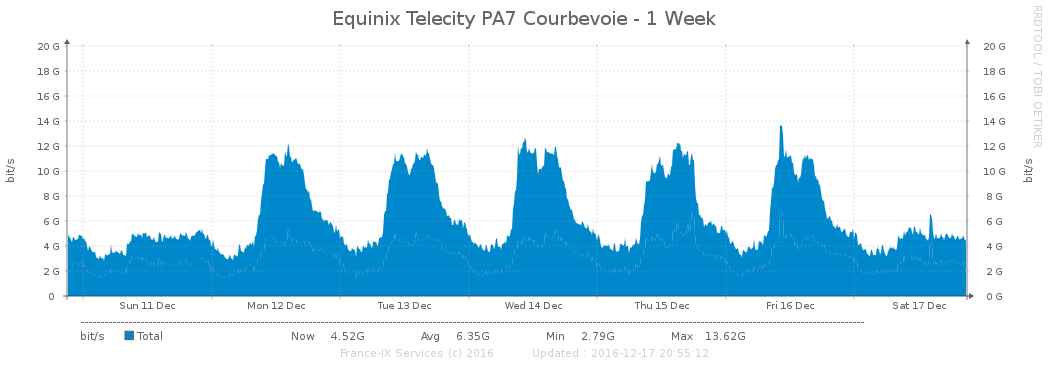 Equinix Telecity PA7 Courbevoie - 1 Week
RRDTOOL / TOBI OETIKER
bit/s
20 G
18 G
16 G
14 G
12 G
10 G
8 G
6 G
4 G
2 G
0
20 G
18 G
16 G
14 G
12 G
10 G
8 G
6 G
4 G
2 G
0 G
bit/s
Sun 11 Dec Mon 12 Dec Tue 13 Dec Wed 14 Dec Thu 15 Dec Fri 16 Dec Sat 17 Dec
bit/s Total Now 4.52G Avg 6.35G Min 2.79G Max 13.62G
France-IX Services (c) 2016 Updated : 2016-12-17 20:55:12